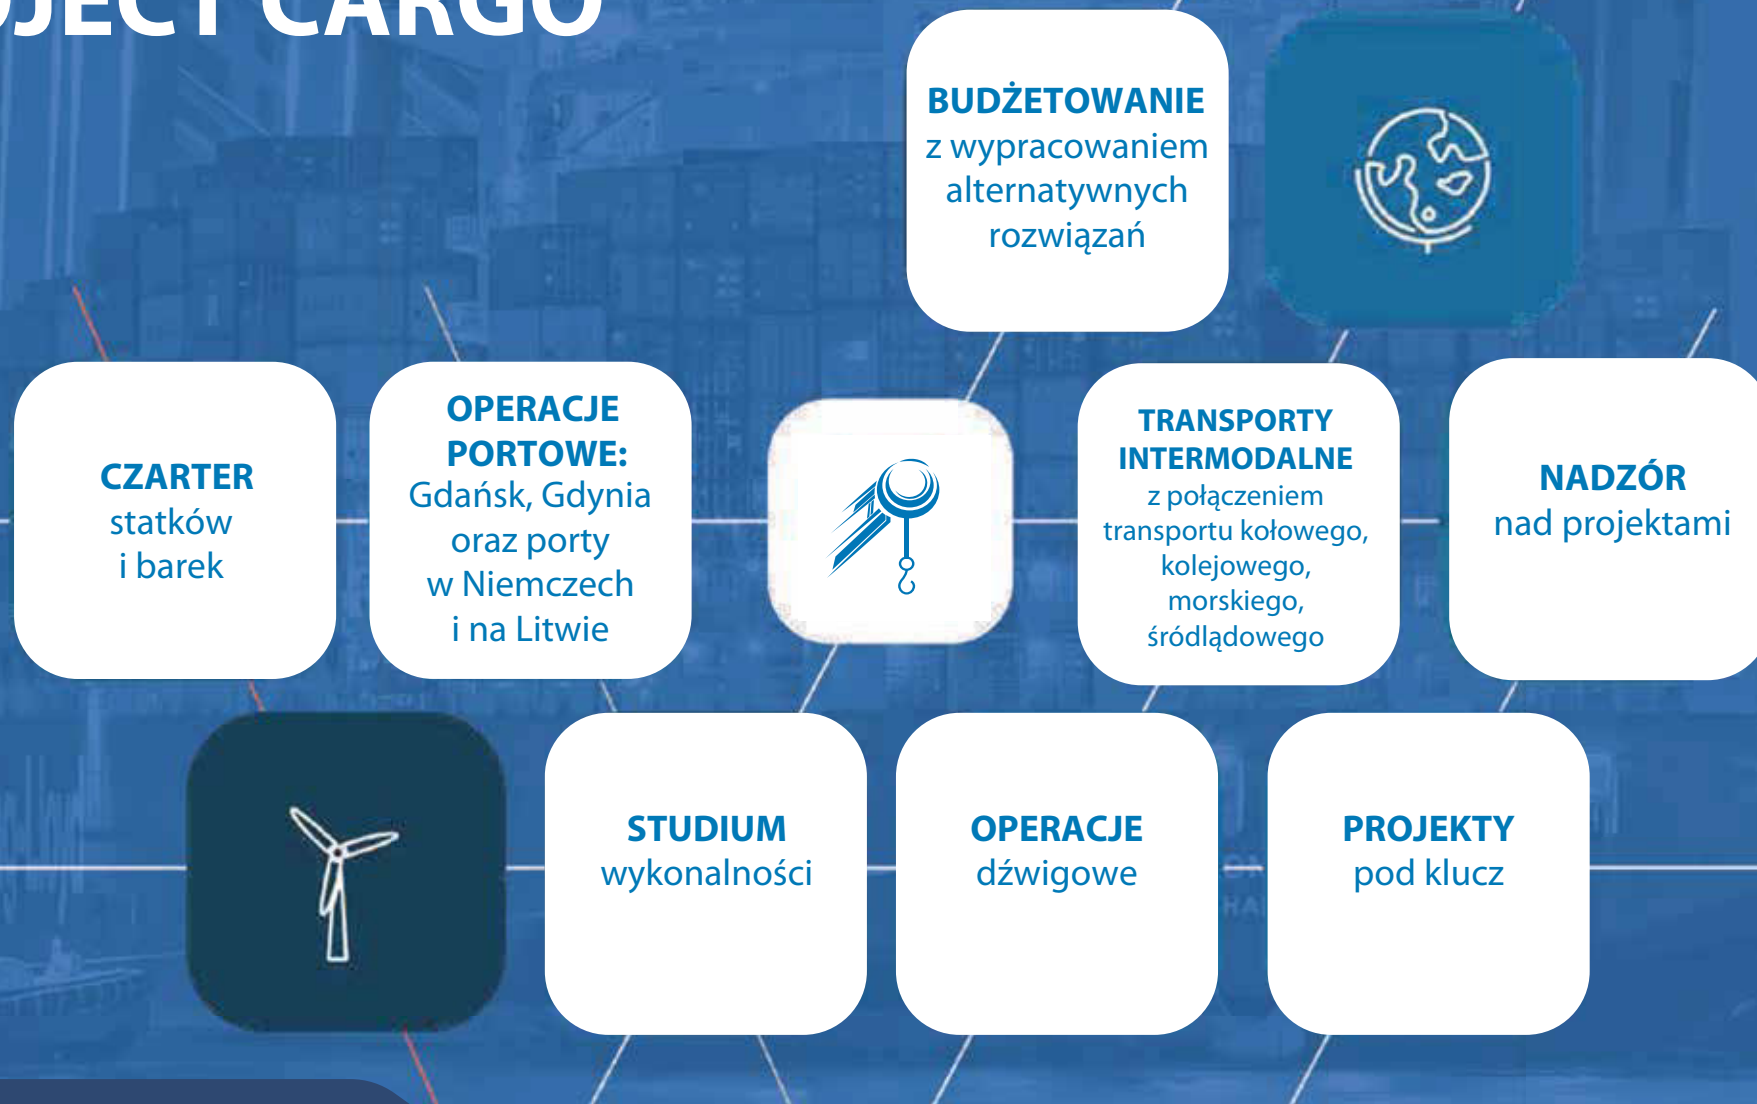 OJECT CARGO
BUDŻETOWANIE
z wypracowaniem
alternatywnych
rozwiązań
CZARTER
statków
i barek
OPERACJE
PORTOWE:
Gdańsk, Gdynia
oraz porty
w Niemczech
i na Litwie
TRANSPORTY
INTERMODALNE
z połączeniem
transportu kołowego,
kolejowego,
morskiego,
śródlądowego
NADZÓR
nad projektami
STUDIUM
wykonalności
OPERACJE
dźwigowe
PROJEKTY
pod klucz